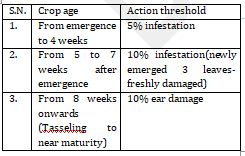 S.N. Crop age Action threshold
1. From emergence 5% infestation
to 4 weeks
2. From 5 to 7 10% infestation(newly
weeks after emerged 3 leaves-
emergence freshly damaged)
3. From 8 weeks 10% ear damage
onwards
(Tasseling to
near maturity)